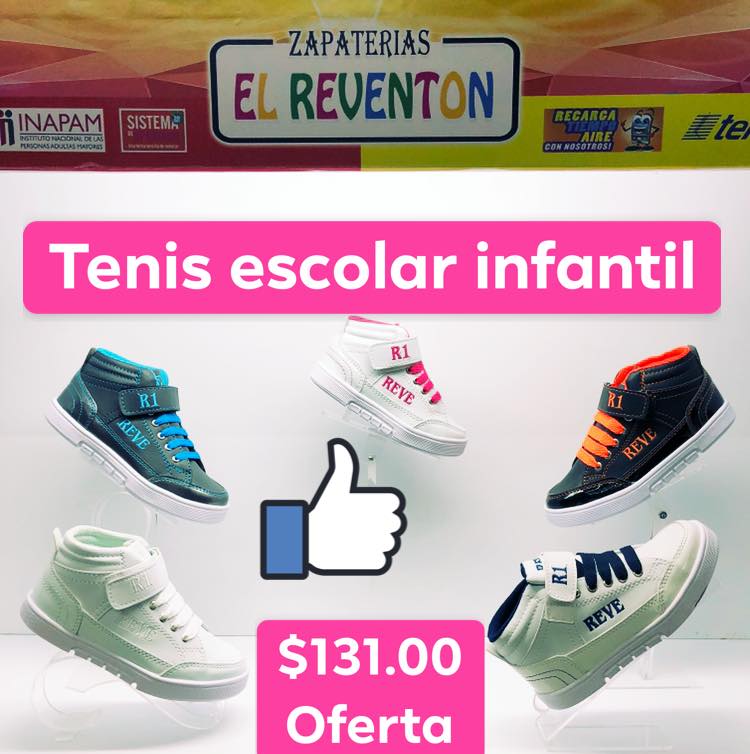 ZAPATERIAS
EL REVENTON
INAPAM
INSTITUTO NACIONAL DE LAS
PERSONAS ADULTAS MAYORES
SISTEMA
RECARGA
TIEMPO
AIRE
CON NOSOTROS!
tel
Tenis escolar infantil
R1
REVE
R1
REVE
R1
REVE
R1
R1
REVE
$131.00
Oferta